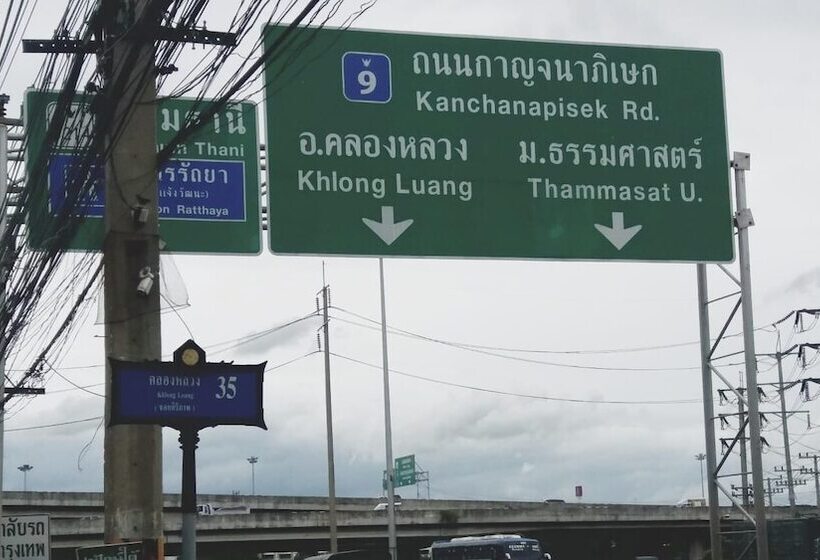 9
ถนนกาญจนาภิเษก
Kanchanapisek Rd.
อ.คลองหลวง
ม.ธรรมศาสตร์
Khlong Luang
Thammasat U.
Thani
Ratthaya
คลองหลวง 35
Khlong Luang